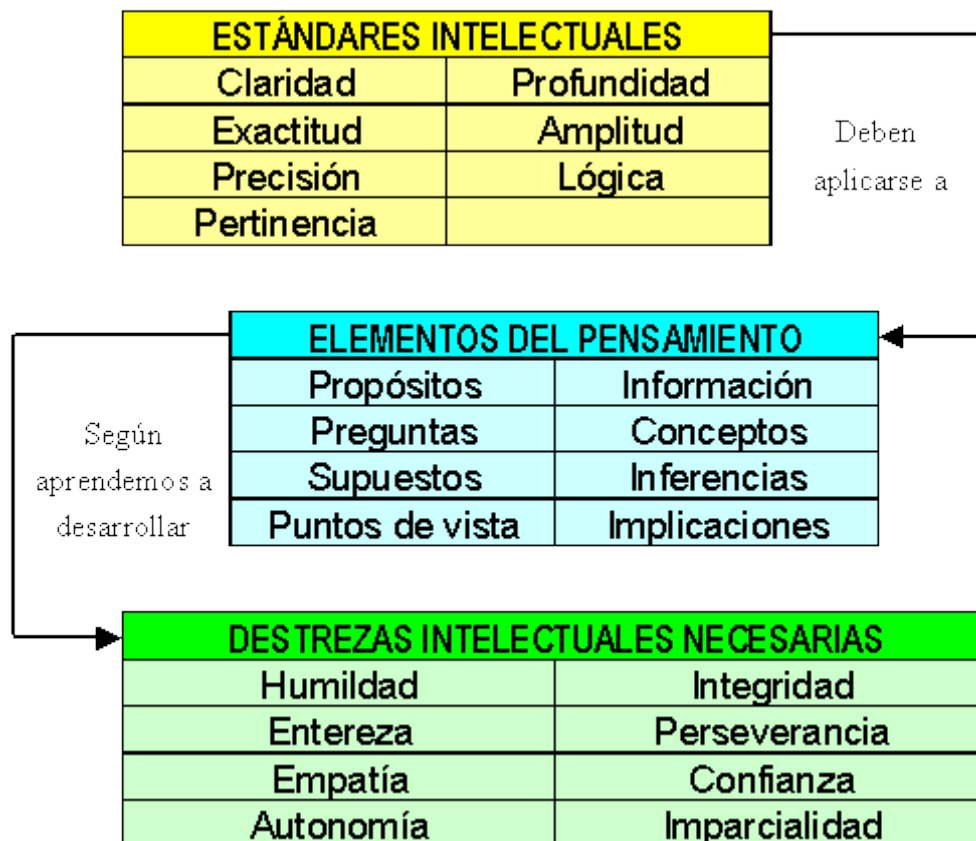 ESTÁNDARES INTELECTUALES
Claridad Profundidad
Exactitud Amplitud
Precisión Lógica
Pertinencia
Deben
aplicarse a
ELEMENTOS DEL PENSAMIENTO
Propósitos Información
Preguntas Conceptos
Supuestos Inferencias
Puntos de vista Implicaciones
Según
aprendemos a
desarrollar
DESTREZAS INTELECTUALES NECESARIAS
Humildad Integridad
Entereza Perseverancia
Empatía Confianza
Autonomía Imparcialidad